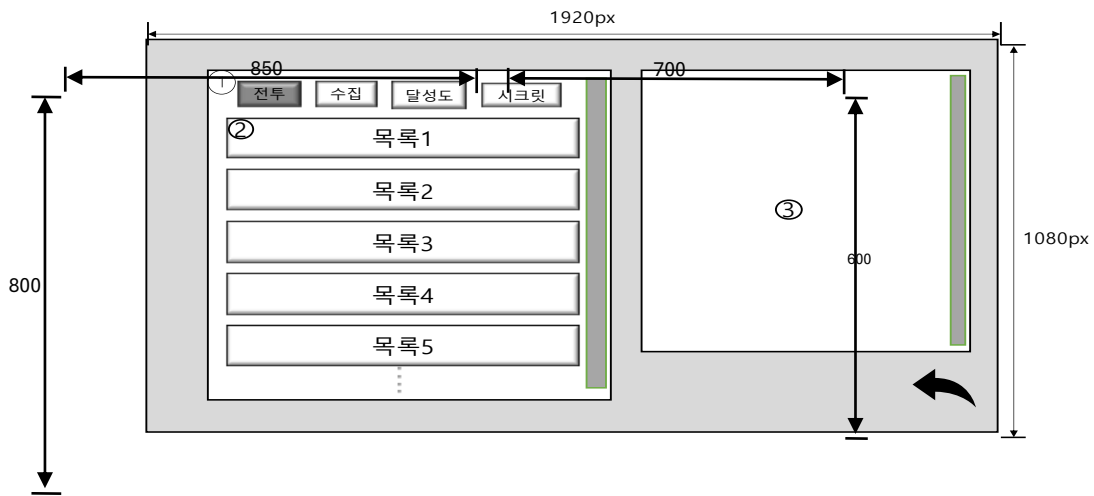 1920px
850
700
①
전투
수집
달성도
시크릿
②
목록1
목록2
③
목록3
1080px
600
800
목록4
목록5